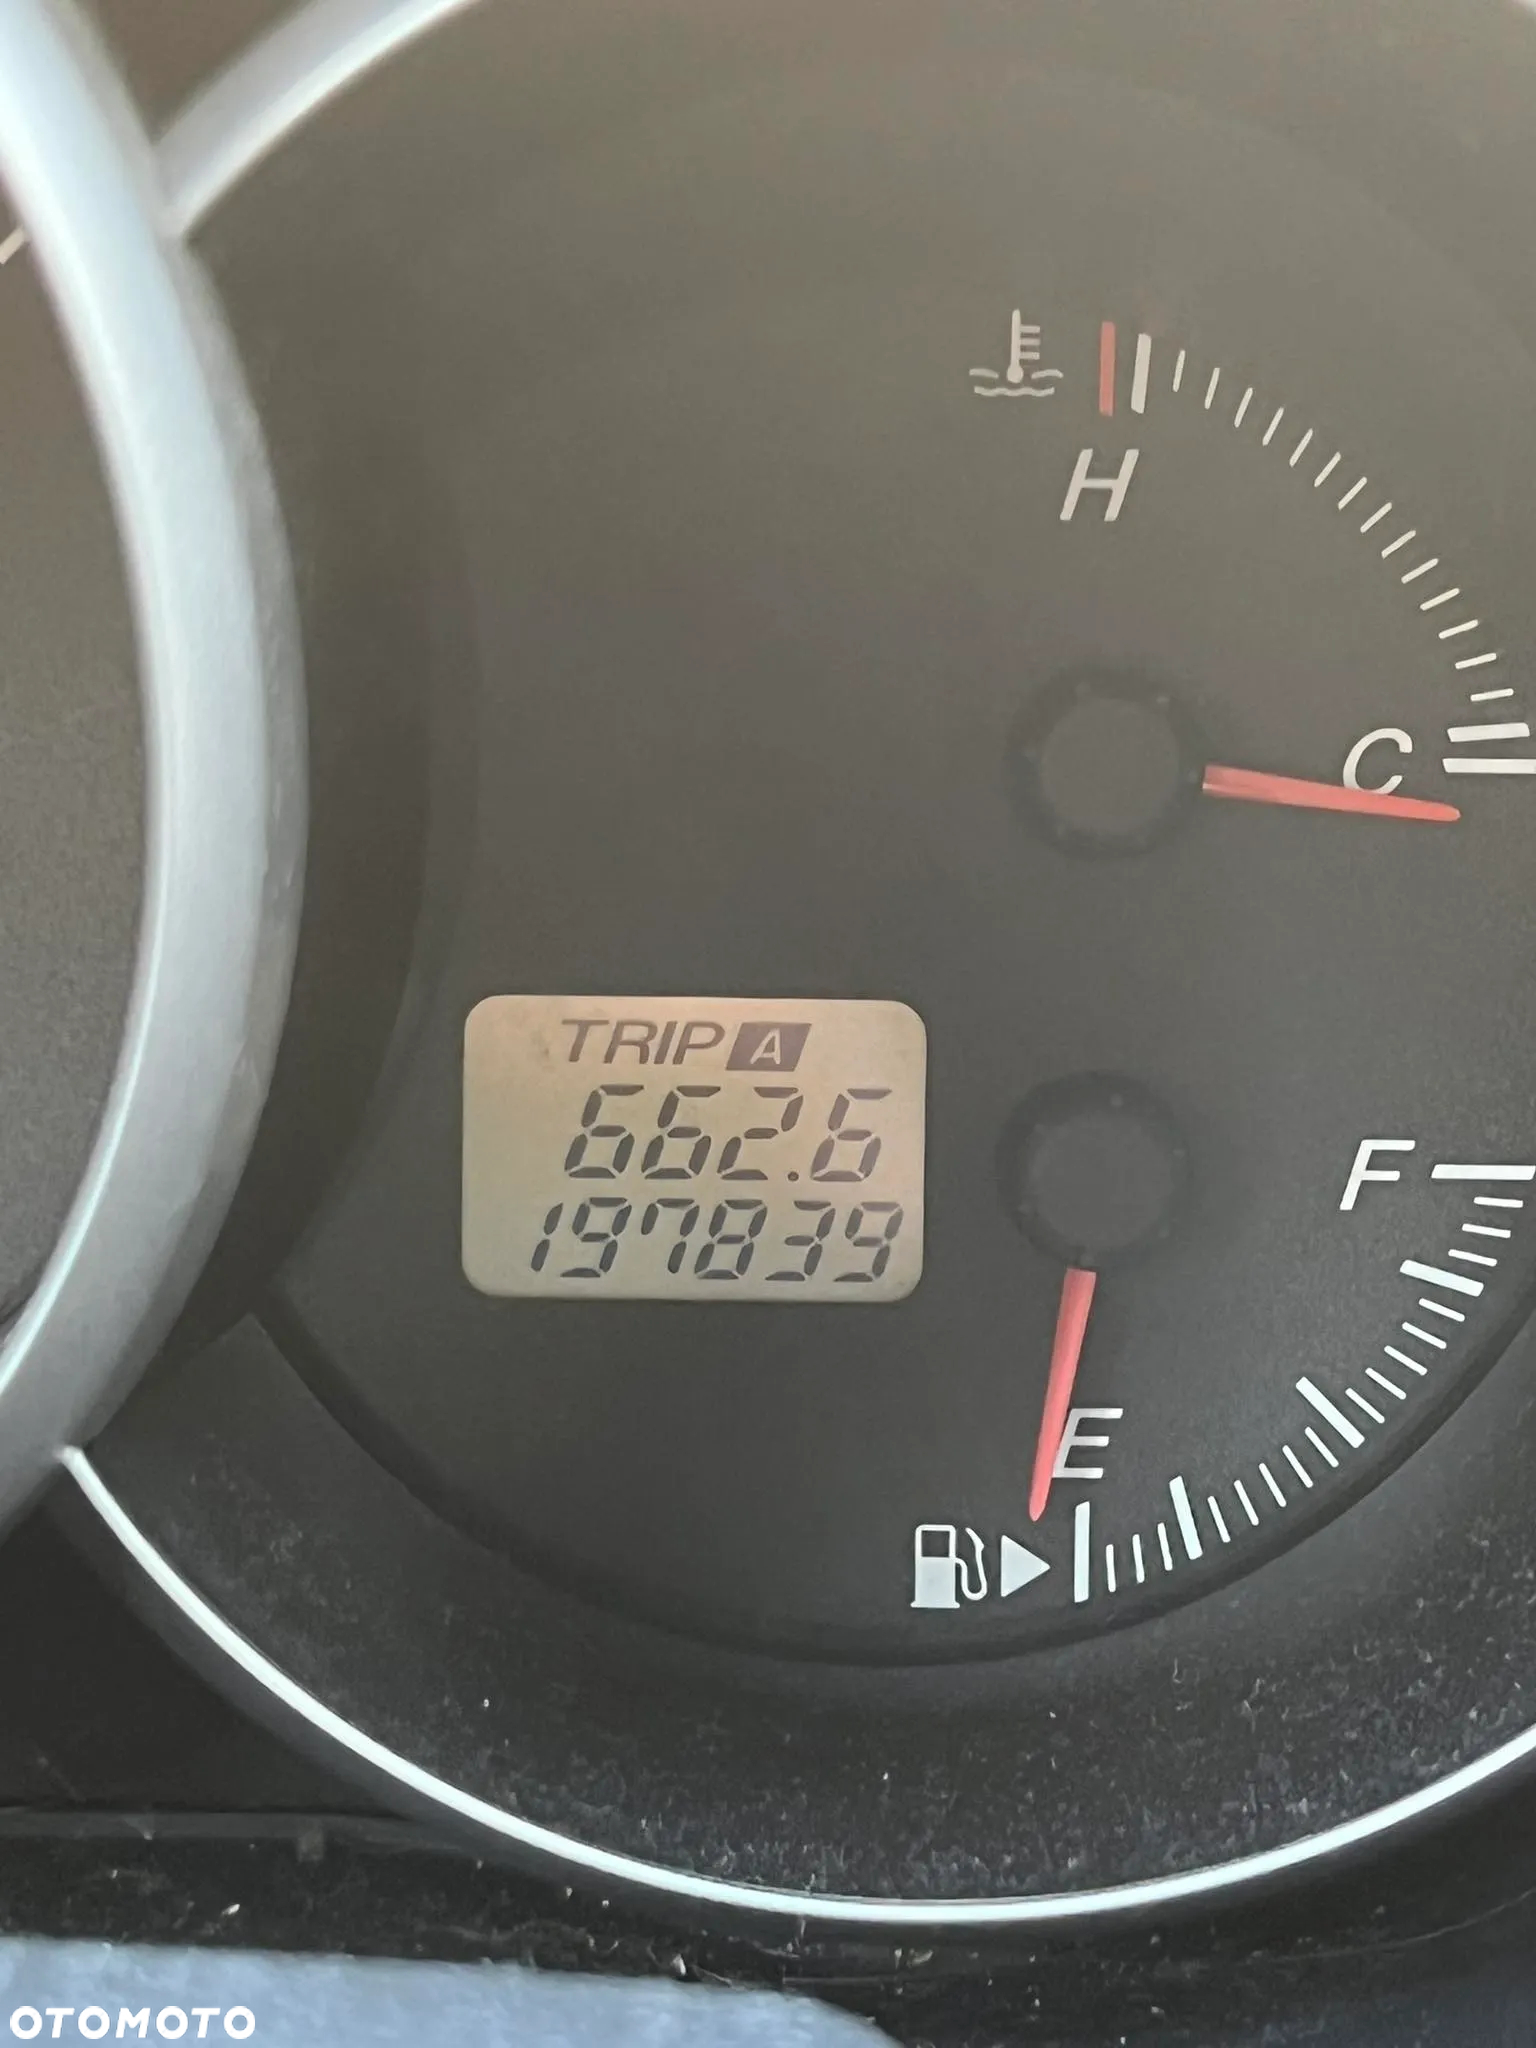 H
C
TRIP A
662.6
197839
F
E
OTOMOTO